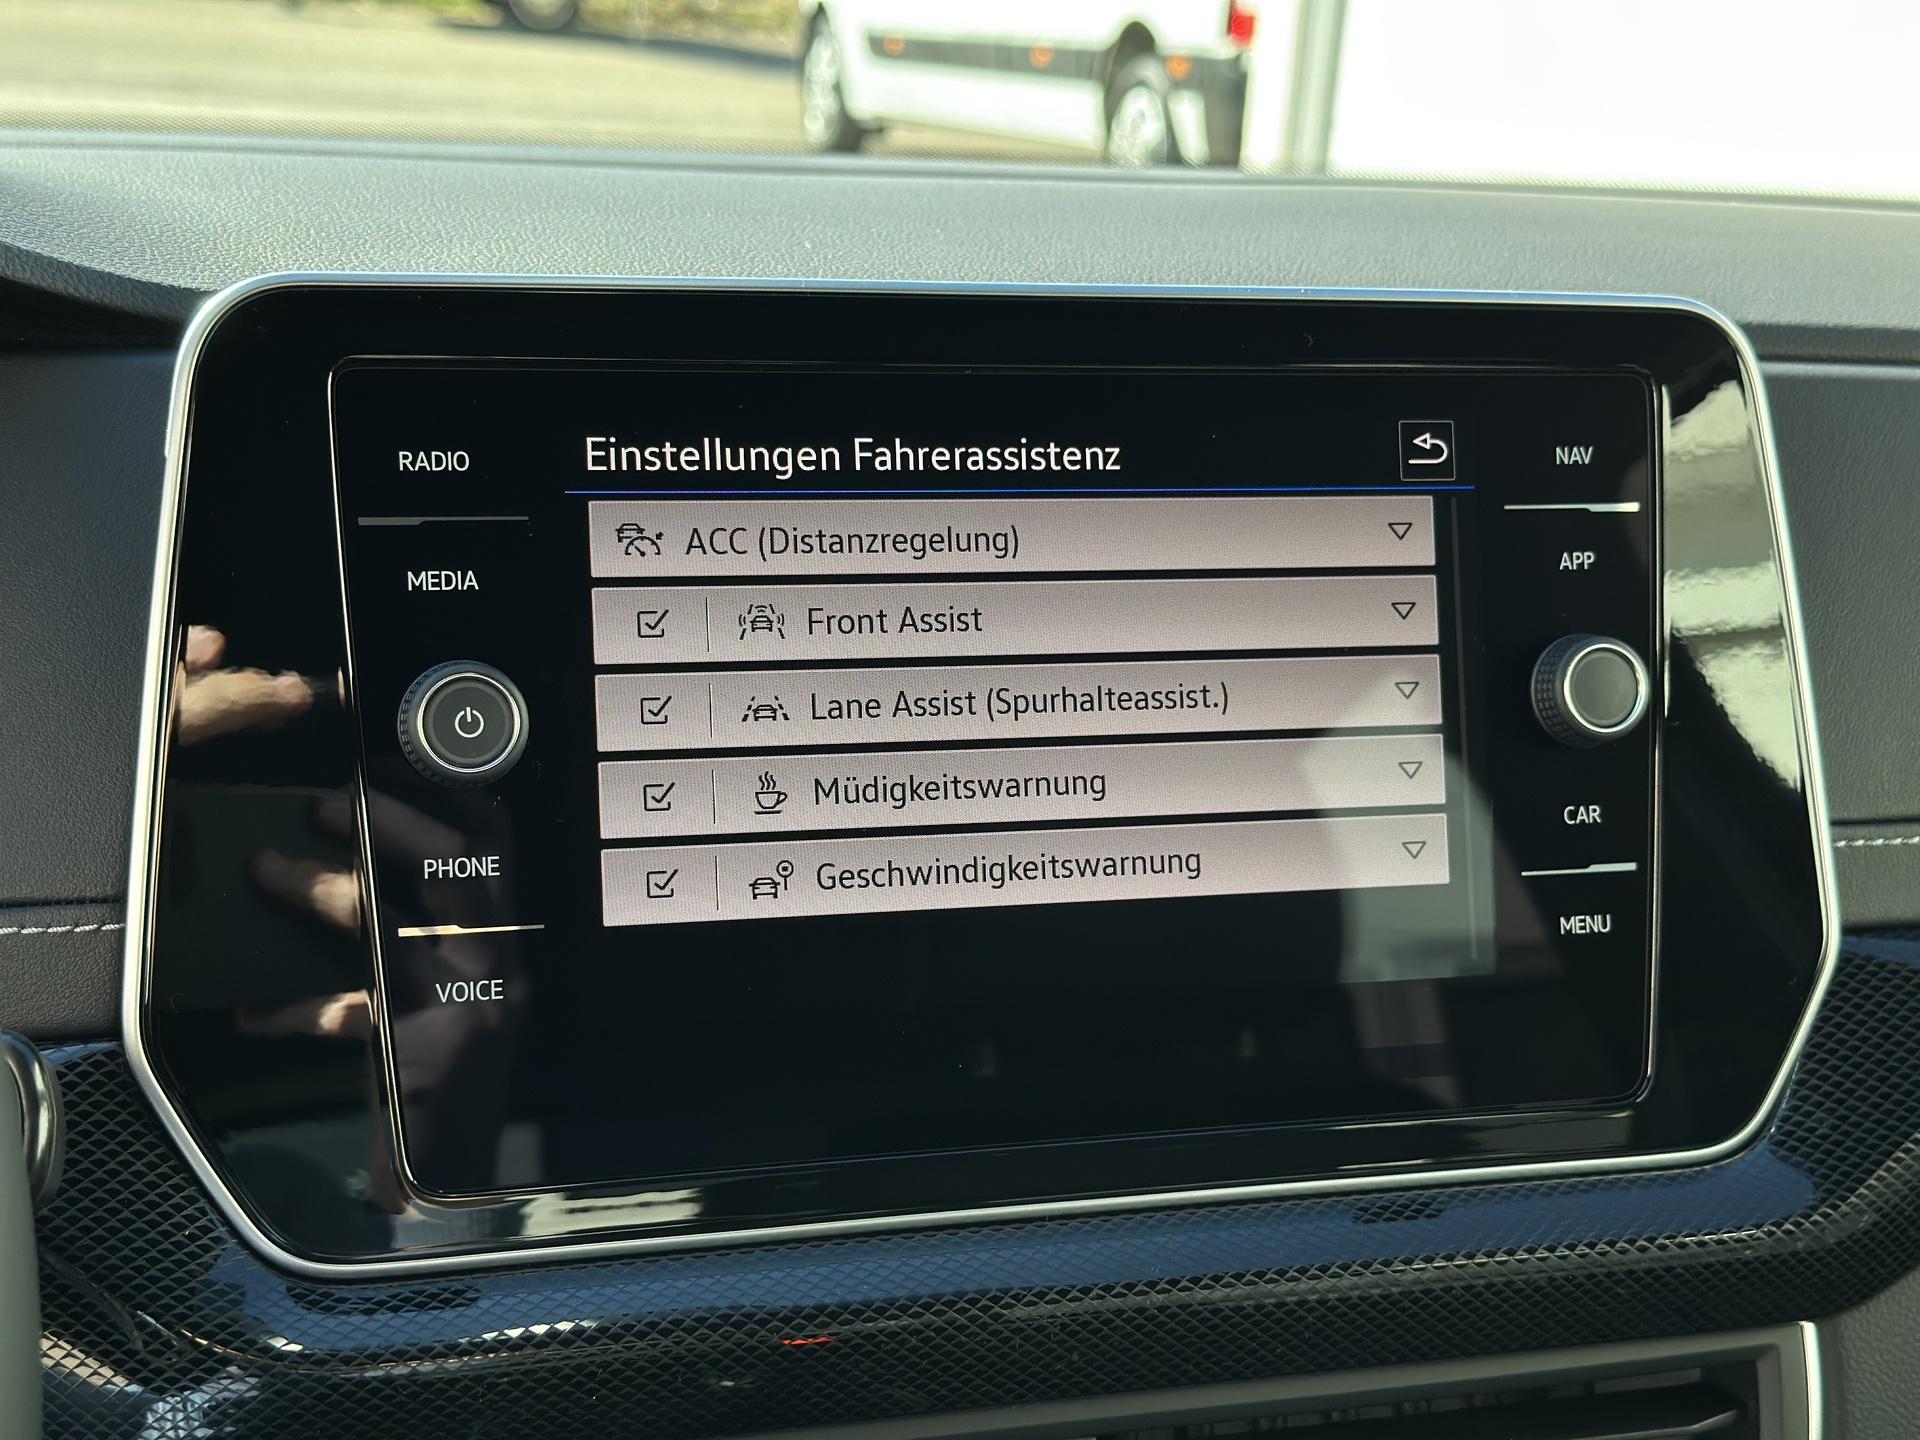 RADIO
MEDIA
PHONE
VOICE
Einstellungen Fahrerassistenz
ACC (Distanzregelung)
Front Assist
Lane Assist (Spurhalteassist.)
Müdigkeitswarnung
Geschwindigkeitswarnung
NAV
APP
CAR
MENU